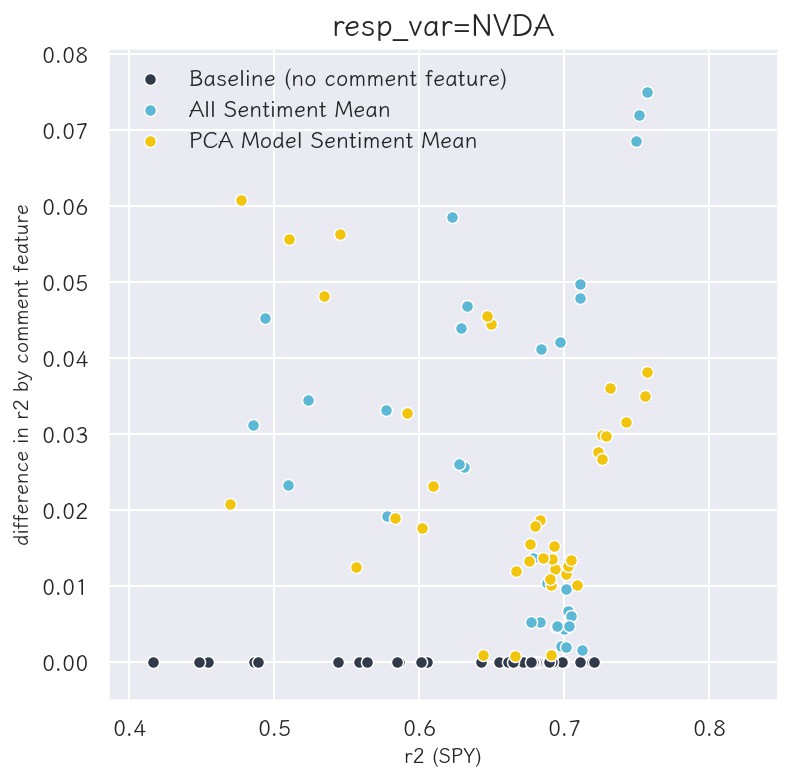 resp_var=NVDA
0.08
0.07
0.06
0.05
0.04
0.03
0.02
0.01
0.00
difference in r2 by comment feature
Baseline (no comment feature)
All Sentiment Mean
PCA Model Sentiment Mean
0.4 0.5 0.6 0.7 0.8
r2 (SPY)